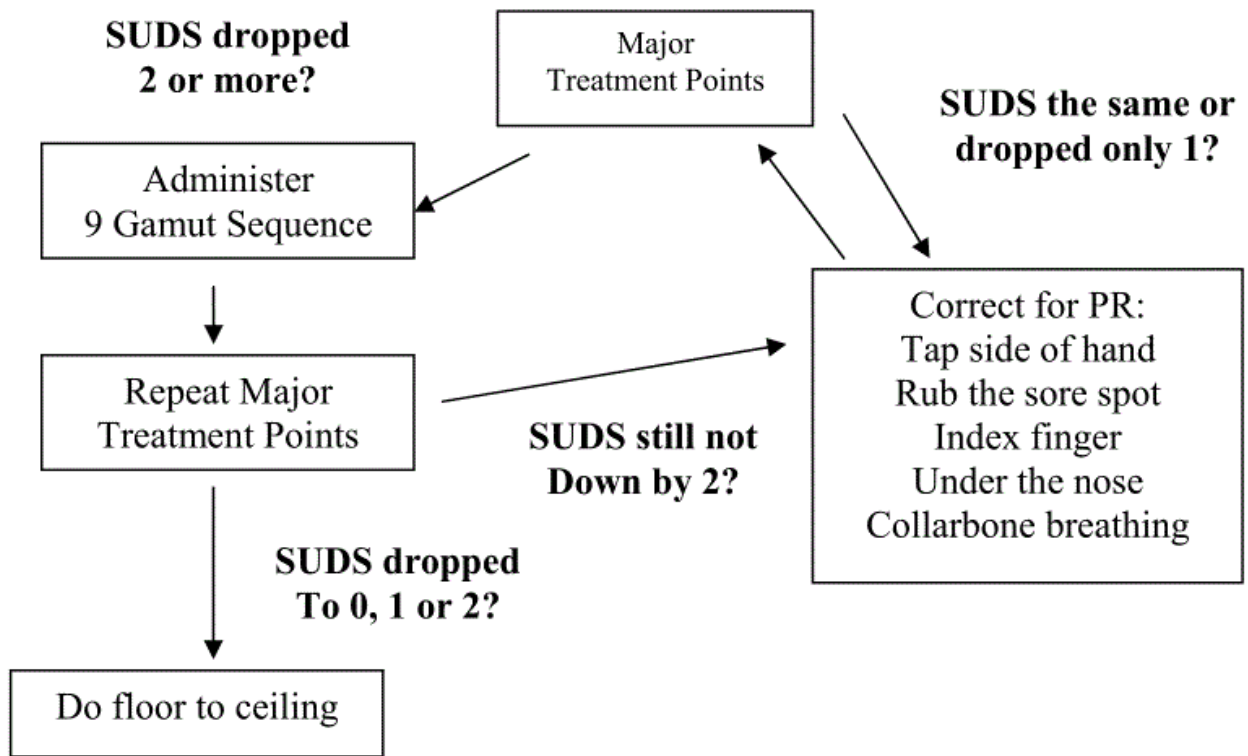 SUDS dropped
2 or more?
Major
Treatment Points
SUDS the same or
dropped only 1?
Administer
9 Gamut Sequence
Correct for PR:
Tap side of hand
Rub the sore spot
Index finger
Under the nose
Collarbone breathing
Repeat Major
Treatment Points
SUDS still not
Down by 2?
SUDS dropped
To 0, 1 or 2?
Do floor to ceiling